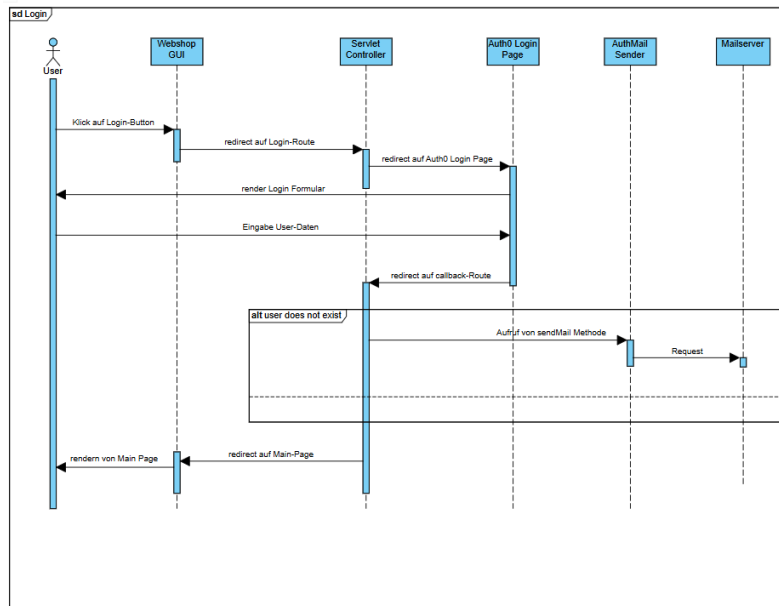 sd Login
User
Webshop
GUI
Servlet
Controller
Auth0 Login
Page
AuthMail
Sender
Mailserver
Klick auf Login-Button
redirect auf Login-Route
redirect auf Auth0 Login Page
render Login Formular
Eingabe User-Daten
redirect auf callback-Route
alt user does not exist
Aufruf von sendMail Methode
Request
redirect auf Main-Page
rendern von Main Page